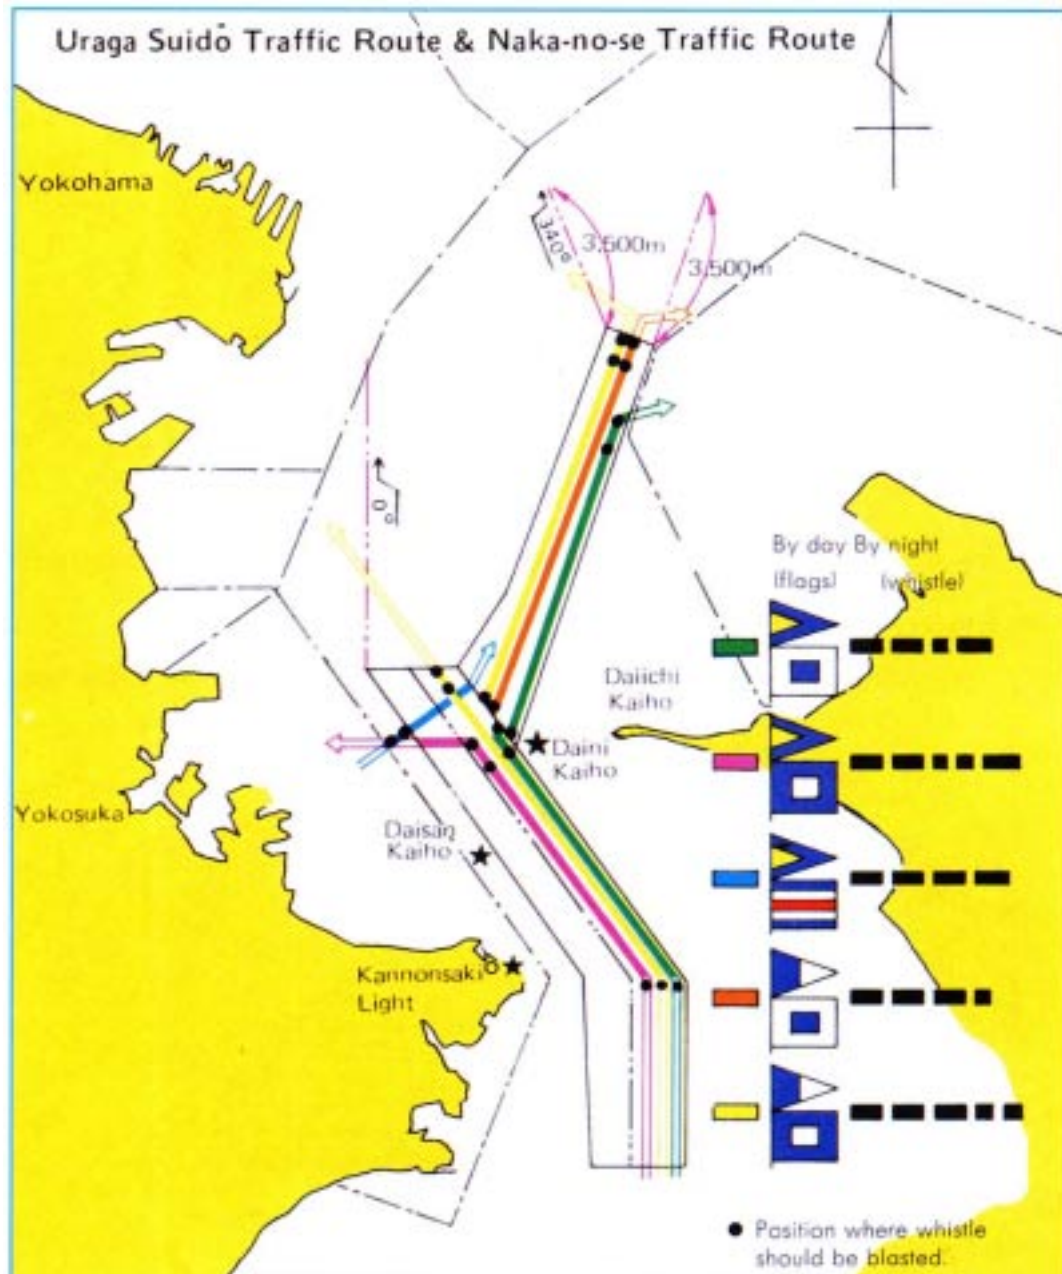 Uraga Suidō Traffic Route & Naka-no-se Traffic Route
Yokohama
340°
3,500m
3,500m
0°
By day By night
(flags) (whistle)
Daiichi
Kaiho
Daini
Kaiho
Yokosuka
Daisan
Kaiho
Kannonsaki
Light
Position where whistle
should be blasted.